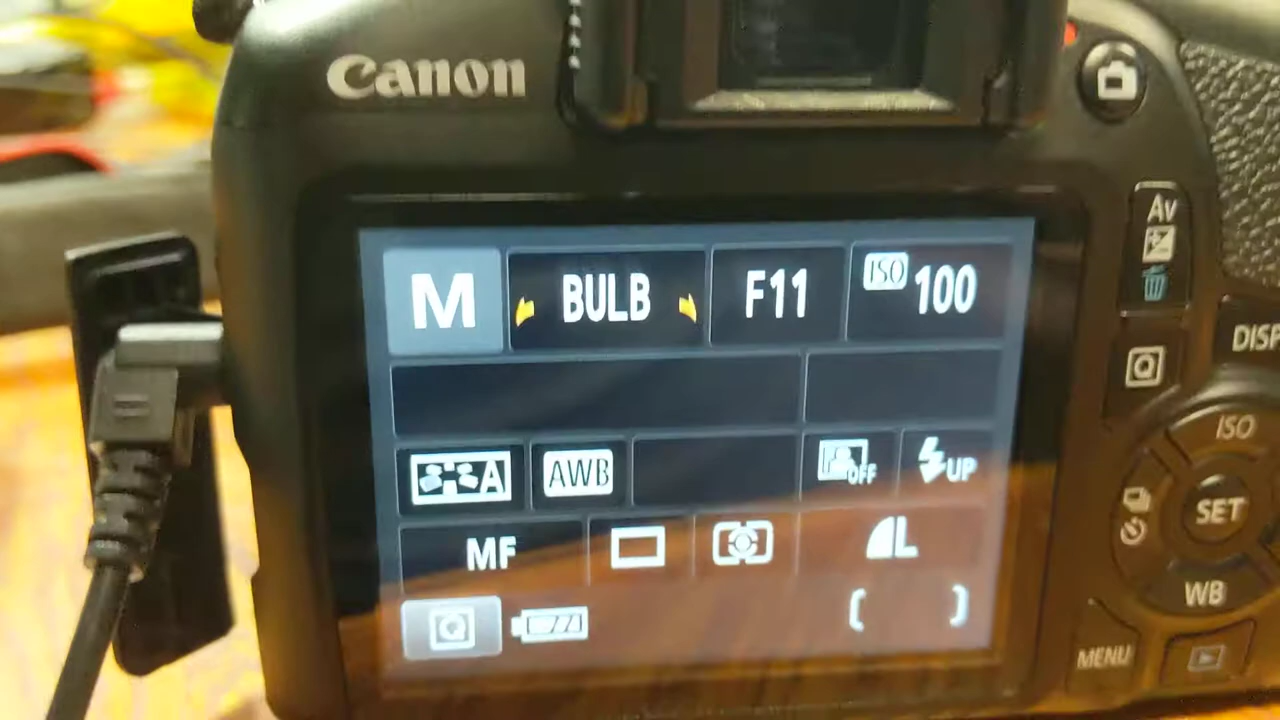 Canon
M BULB F11 ISO 100
A AWB OFF UP
MF L
Q
[ ]
Av
Q
DISP
ISO
SET
WB
MENU